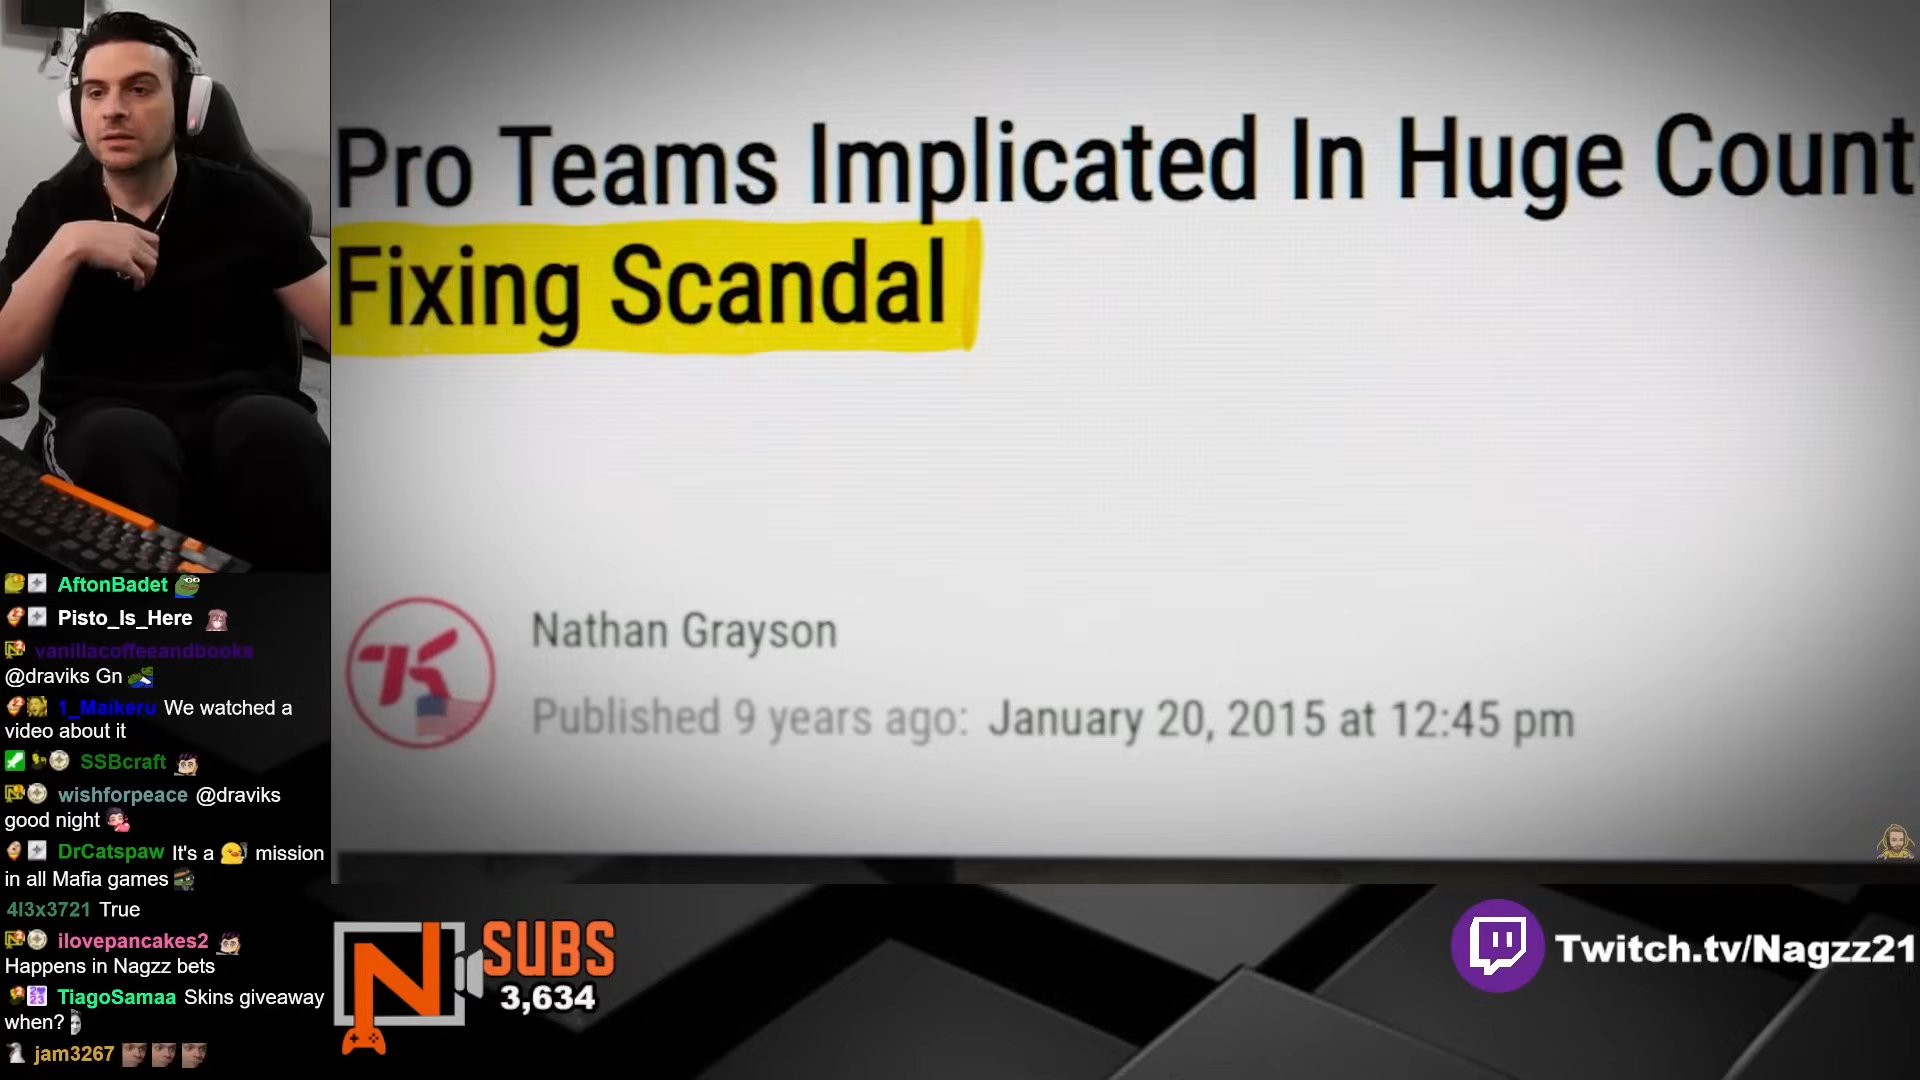 Pro Teams Implicated In Huge Count
Fixing Scandal
Nathan Grayson
Published 9 years ago: January 20, 2015 at 12:45 pm
AftonBadet
Pisto_Is_Here
vanillacoffeeandbooks
@draviks Gn
1_Maikeru We watched a
video about it
SSBcraft
wishforpeace @draviks
good night
DrCatspaw It's a mission
in all Mafia games
4l3x3721 True
ilovepancakes2
Happens in Nagzz bets
TiagoSamaa Skins giveaway
when?
jam3267
N SUBS
3,634
Twitch.tv/Nagzz21